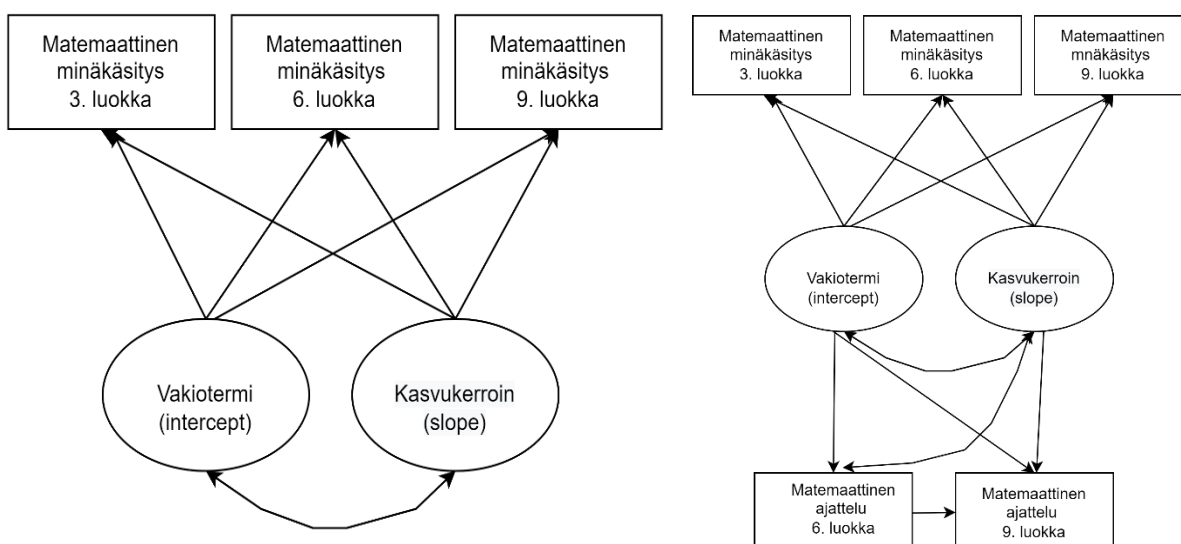 Matemaattinen
minäkäsitys
3. luokka
Matemaattinen
minäkäsitys
6. luokka
Matemaattinen
minäkäsitys
9. luokka
Vakiotermi
(intercept)
Kasvukerroin
(slope)
Matemaattinen
minäkäsitys
3. luokka
Matemaattinen
minäkäsitys
6. luokka
Matemaattinen
mnäkäsitys
9. luokka
Vakiotermi
(intercept)
Kasvukerroin
(slope)
Matemaattinen
ajattelu
6. luokka
Matemaattinen
ajattelu
9. luokka